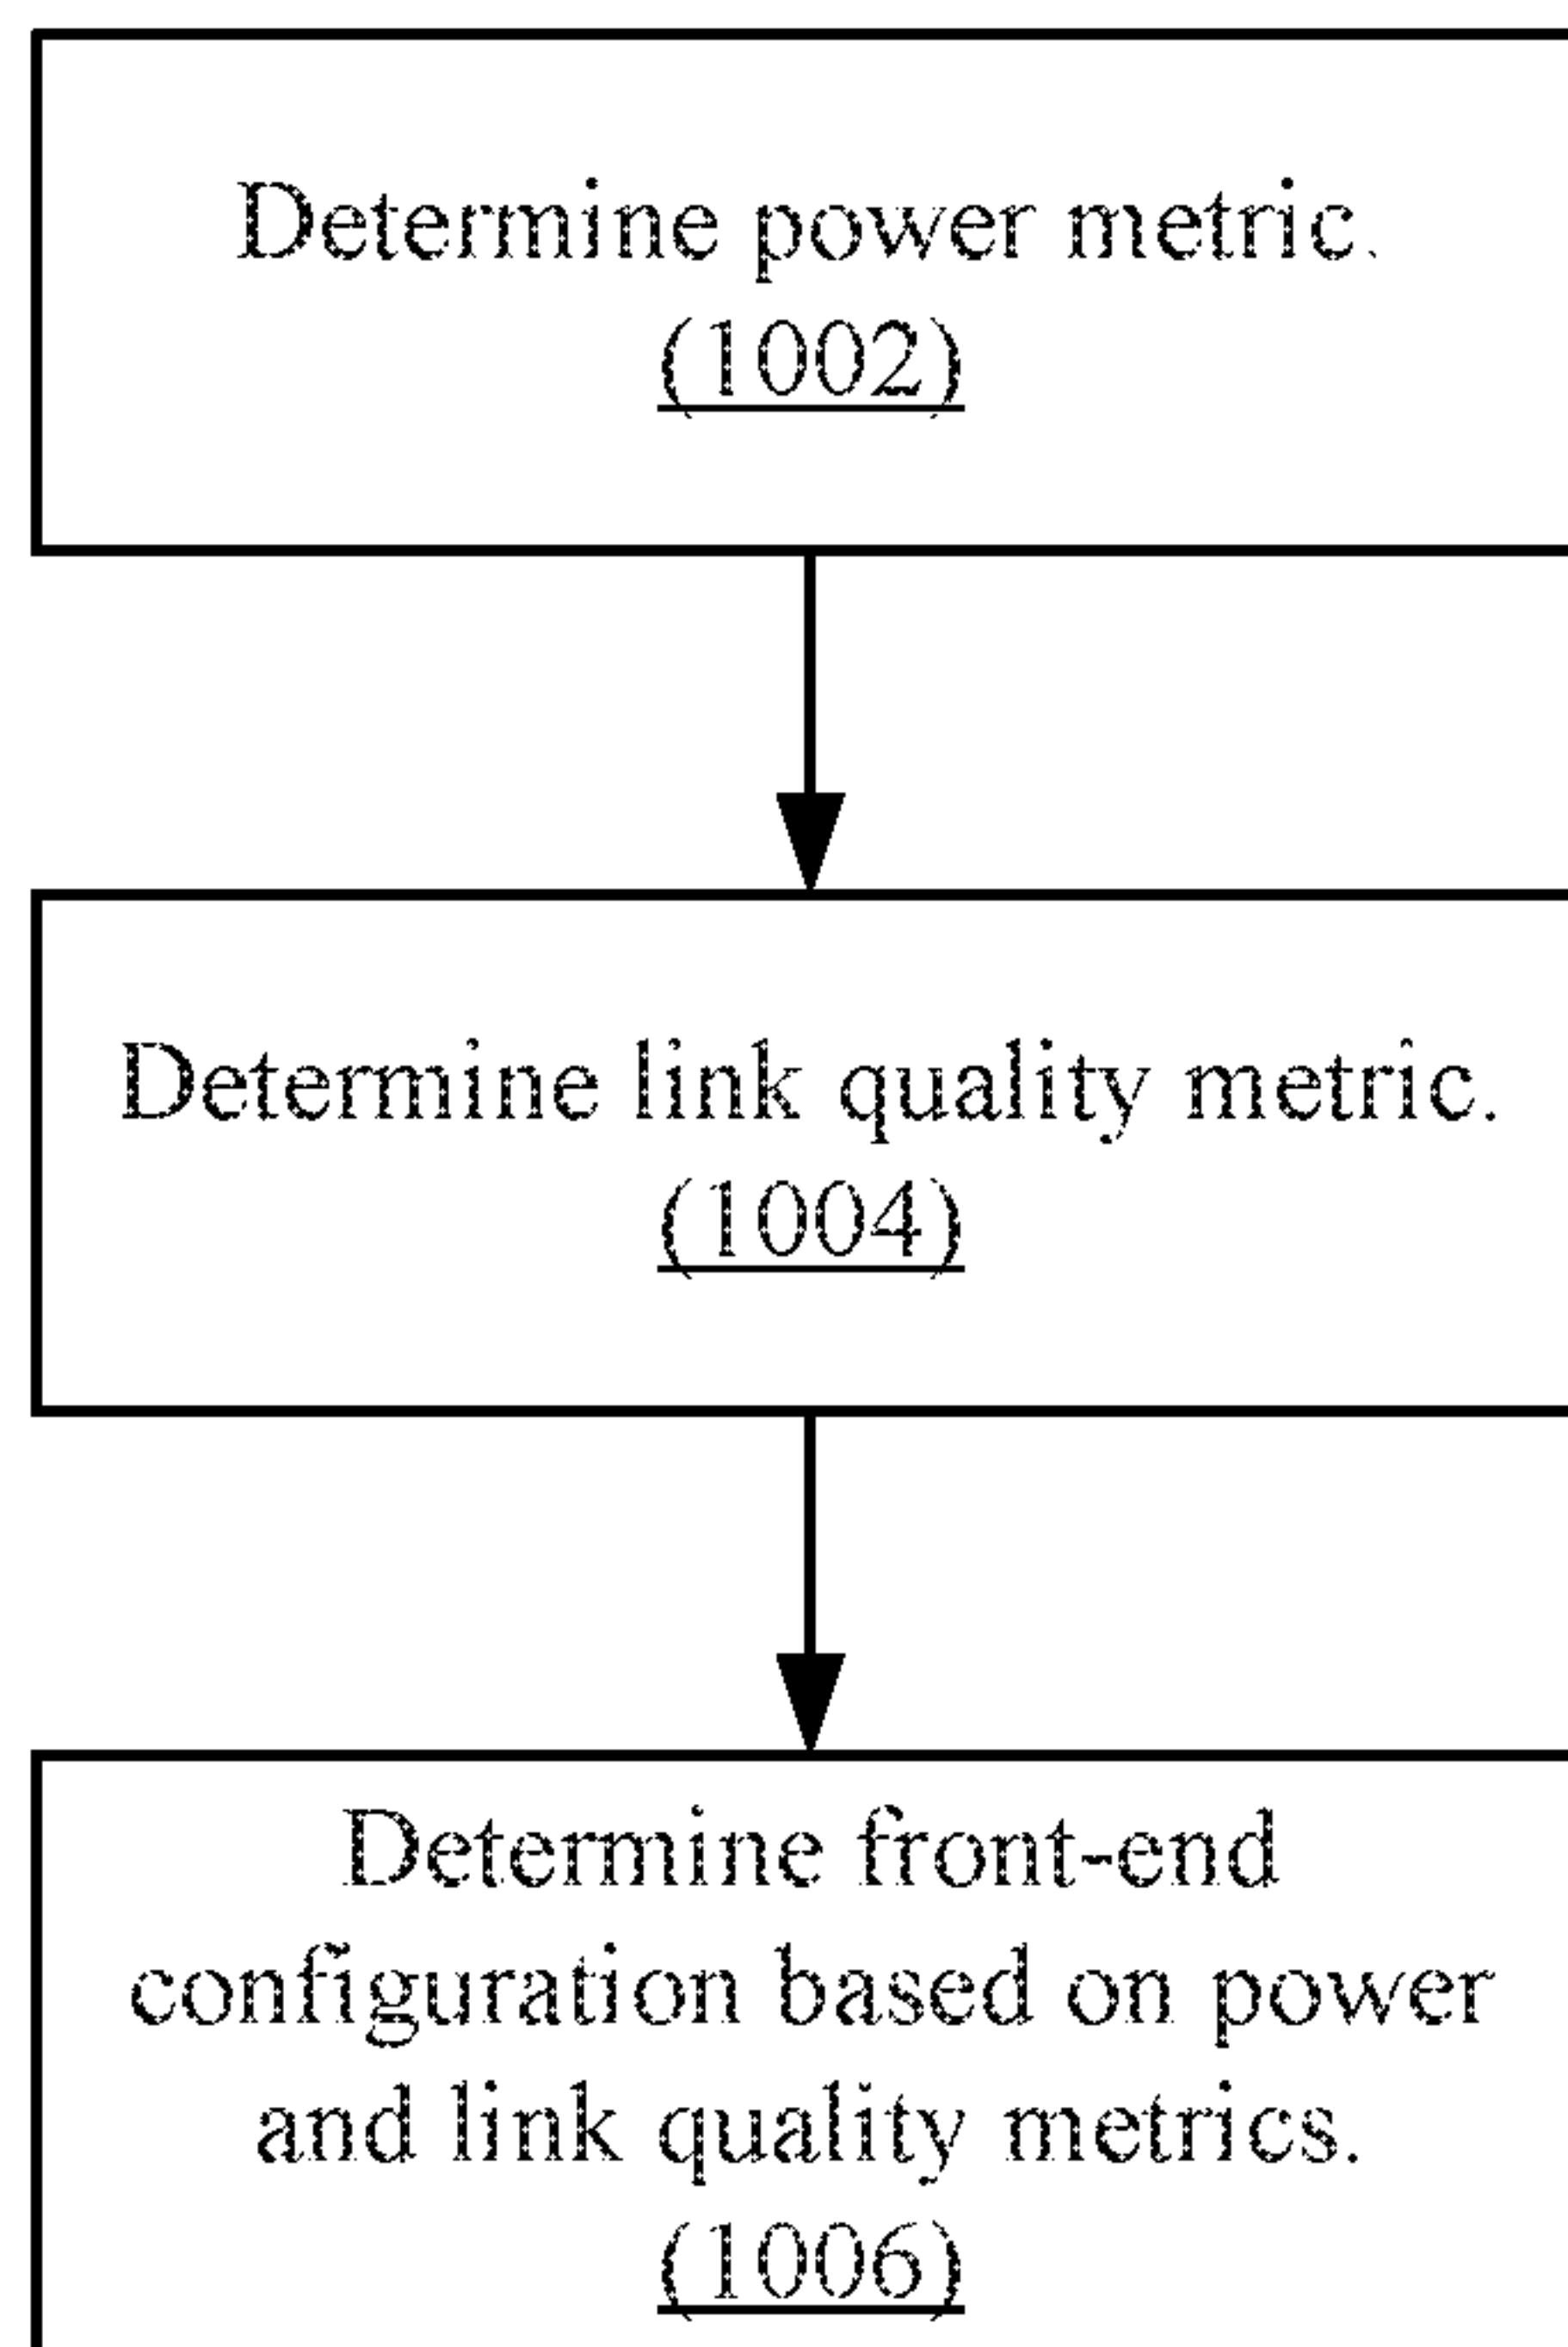 Determine power metric.
(1002)
Determine link quality metric.
(1004)
Determine front-end
configuration based on power
and link quality metrics.
(1006)